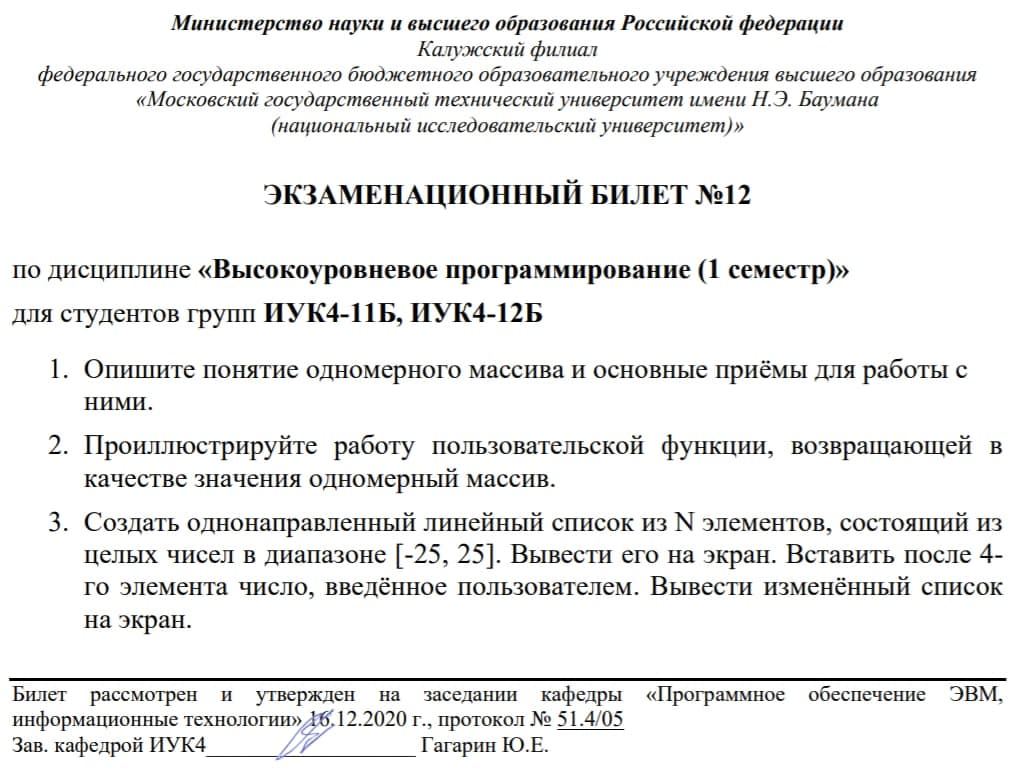 Министерство науки и высшего образования Российской федерации
Калужский филиал
федерального государственного бюджетного образовательного учреждения высшего образования
«Московский государственный технический университет имени Н.Э. Баумана
(национальный исследовательский университет)»
ЭКЗАМЕНАЦИОННЫЙ БИЛЕТ №12
по дисциплине «Высокоуровневое программирование (1 семестр)»
для студентов групп ИУК4-11Б, ИУК4-12Б
1. Опишите понятие одномерного массива и основные приёмы для работы с
ними.
2. Проиллюстрируйте работу пользовательской функции, возвращающей в
качестве значения одномерный массив.
3. Создать однонаправленный линейный список из N элементов, состоящий из
целых чисел в диапазоне [-25, 25]. Вывести его на экран. Вставить после 4-
го элемента число, введённое пользователем. Вывести изменённый список
на экран.
Билет рассмотрен и утвержден на заседании кафедры «Программное обеспечение ЭВМ,
информационные технологии» 16.12.2020 г., протокол № 51.4/05
Зав. кафедрой ИУК4____________________ Гагарин Ю.Е.